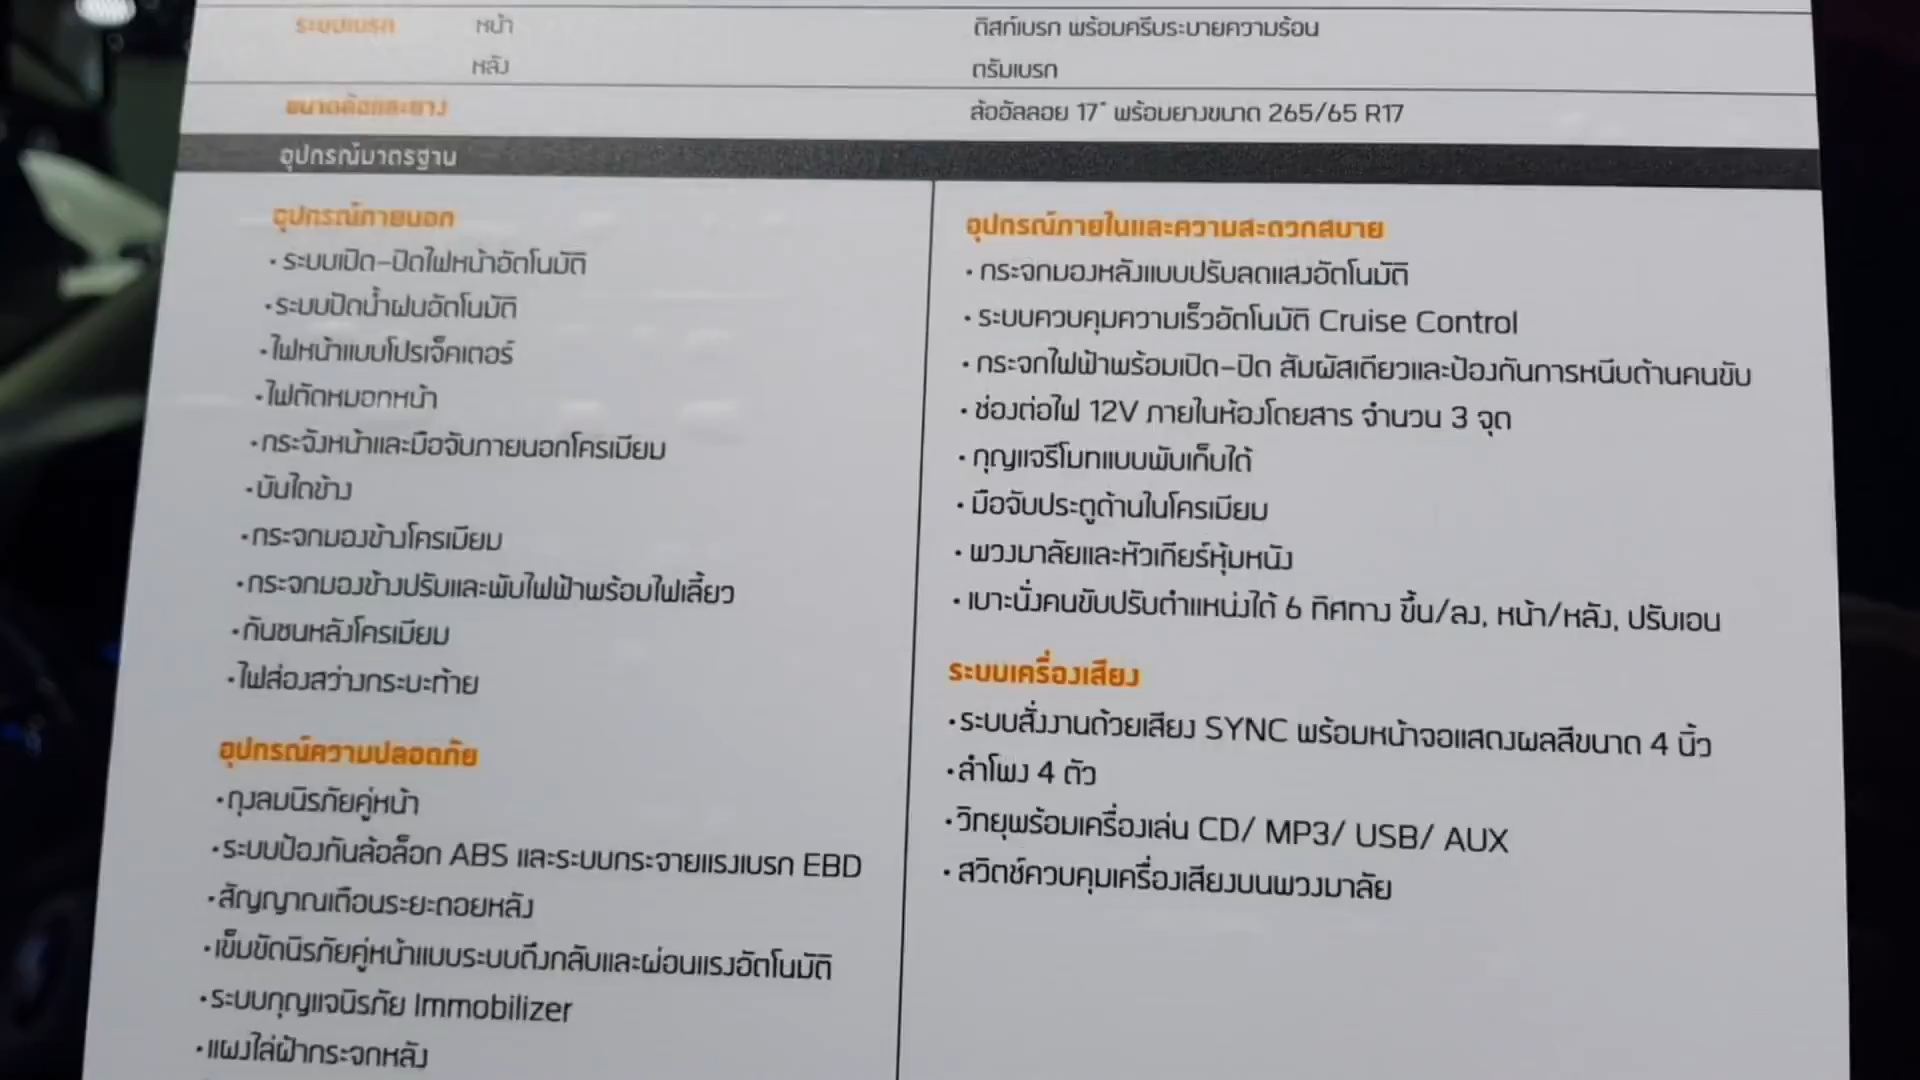 ระบบเบรก หน้า ดิสก์เบรก พร้อมครีบระบายความร้อน
หลัง ดรัมเบรก
ขนาดล้อและยาง ล้ออัลลอย 17" พร้อมยางขนาด 265/65 R17
อุปกรณ์มาตรฐาน
อุปกรณ์ภายนอก
• ระบบเปิด-ปิดไฟหน้าอัตโนมัติ
• ระบบปัดน้ำฝนอัตโนมัติ
• ไฟหน้าแบบโปรเจ็คเตอร์
• ไฟตัดหมอกหน้า
• กระจังหน้าและมือจับภายนอกโครเมียม
• บันไดข้าง
• กระจกมองข้างโครเมียม
• กระจกมองข้างปรับและพับไฟฟ้าพร้อมไฟเลี้ยว
• กันชนหลังโครเมียม
• ไฟส่องสว่างกระบะท้าย
อุปกรณ์ความปลอดภัย
• ถุงลมนิรภัยคู่หน้า
• ระบบป้องกันล้อล็อก ABS และระบบกระจายแรงเบรก EBD
• สัญญาณเตือนระยะถอยหลัง
• เข็มขัดนิรภัยคู่หน้าแบบระบบดึงกลับและผ่อนแรงอัตโนมัติ
• ระบบกุญแจนิรภัย Immobilizer
• แผงไล่ฝ้ากระจกหลัง
อุปกรณ์ภายในและความสะดวกสบาย
• กระจกมองหลังแบบปรับลดแสงอัตโนมัติ
• ระบบควบคุมความเร็วอัตโนมัติ Cruise Control
• กระจกไฟฟ้าพร้อมเปิด-ปิด สัมผัสเดียวและป้องกันการหนีบด้านคนขับ
• ช่องต่อไฟ 12V ภายในห้องโดยสาร จำนวน 3 จุด
• กุญแจรีโมทแบบพับเก็บได้
• มือจับประตูด้านในโครเมียม
• พวงมาลัยและหัวเกียร์หุ้มหนัง
• เบาะนั่งคนขับปรับตำแหน่งได้ 6 ทิศทาง ขึ้น/ลง, หน้า/หลัง, ปรับเอน
ระบบเครื่องเสียง
• ระบบสั่งงานด้วยเสียง SYNC พร้อมหน้าจอแสดงผลสีขนาด 4 นิ้ว
• ลำโพง 4 ตัว
• วิทยุพร้อมเครื่องเล่น CD/ MP3/ USB/ AUX
• สวิตช์ควบคุมเครื่องเสียงบนพวงมาลัย